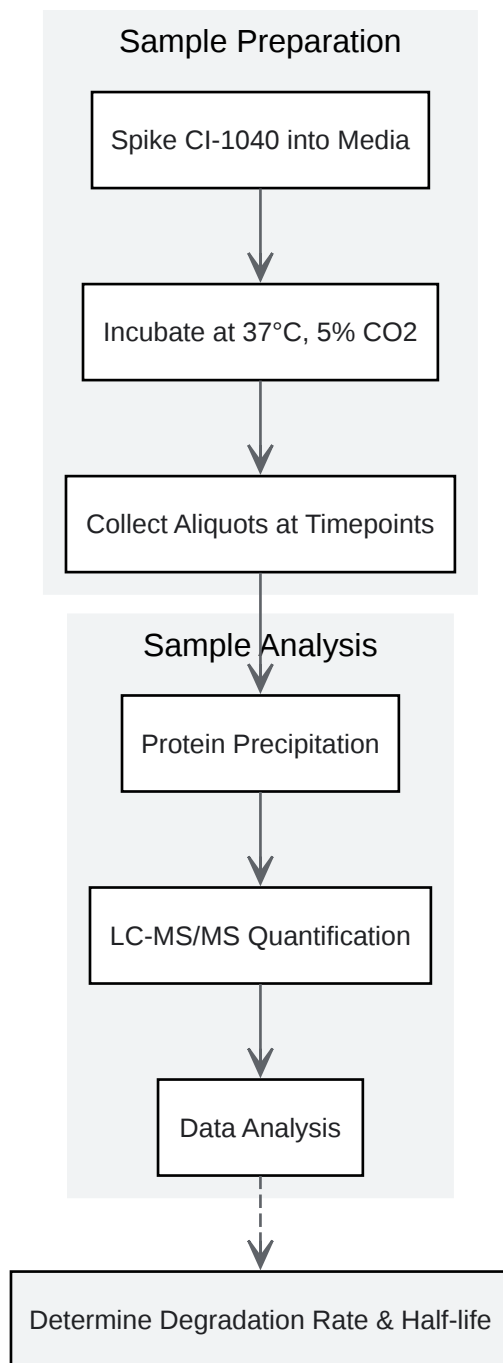 Sample Preparation
Spike CI-1040 into Media
Incubate at 37°C, 5% CO2
Collect Aliquots at Timepoints
Sample Analysis
Protein Precipitation
LC-MS/MS Quantification
Data Analysis
Determine Degradation Rate & Half-life